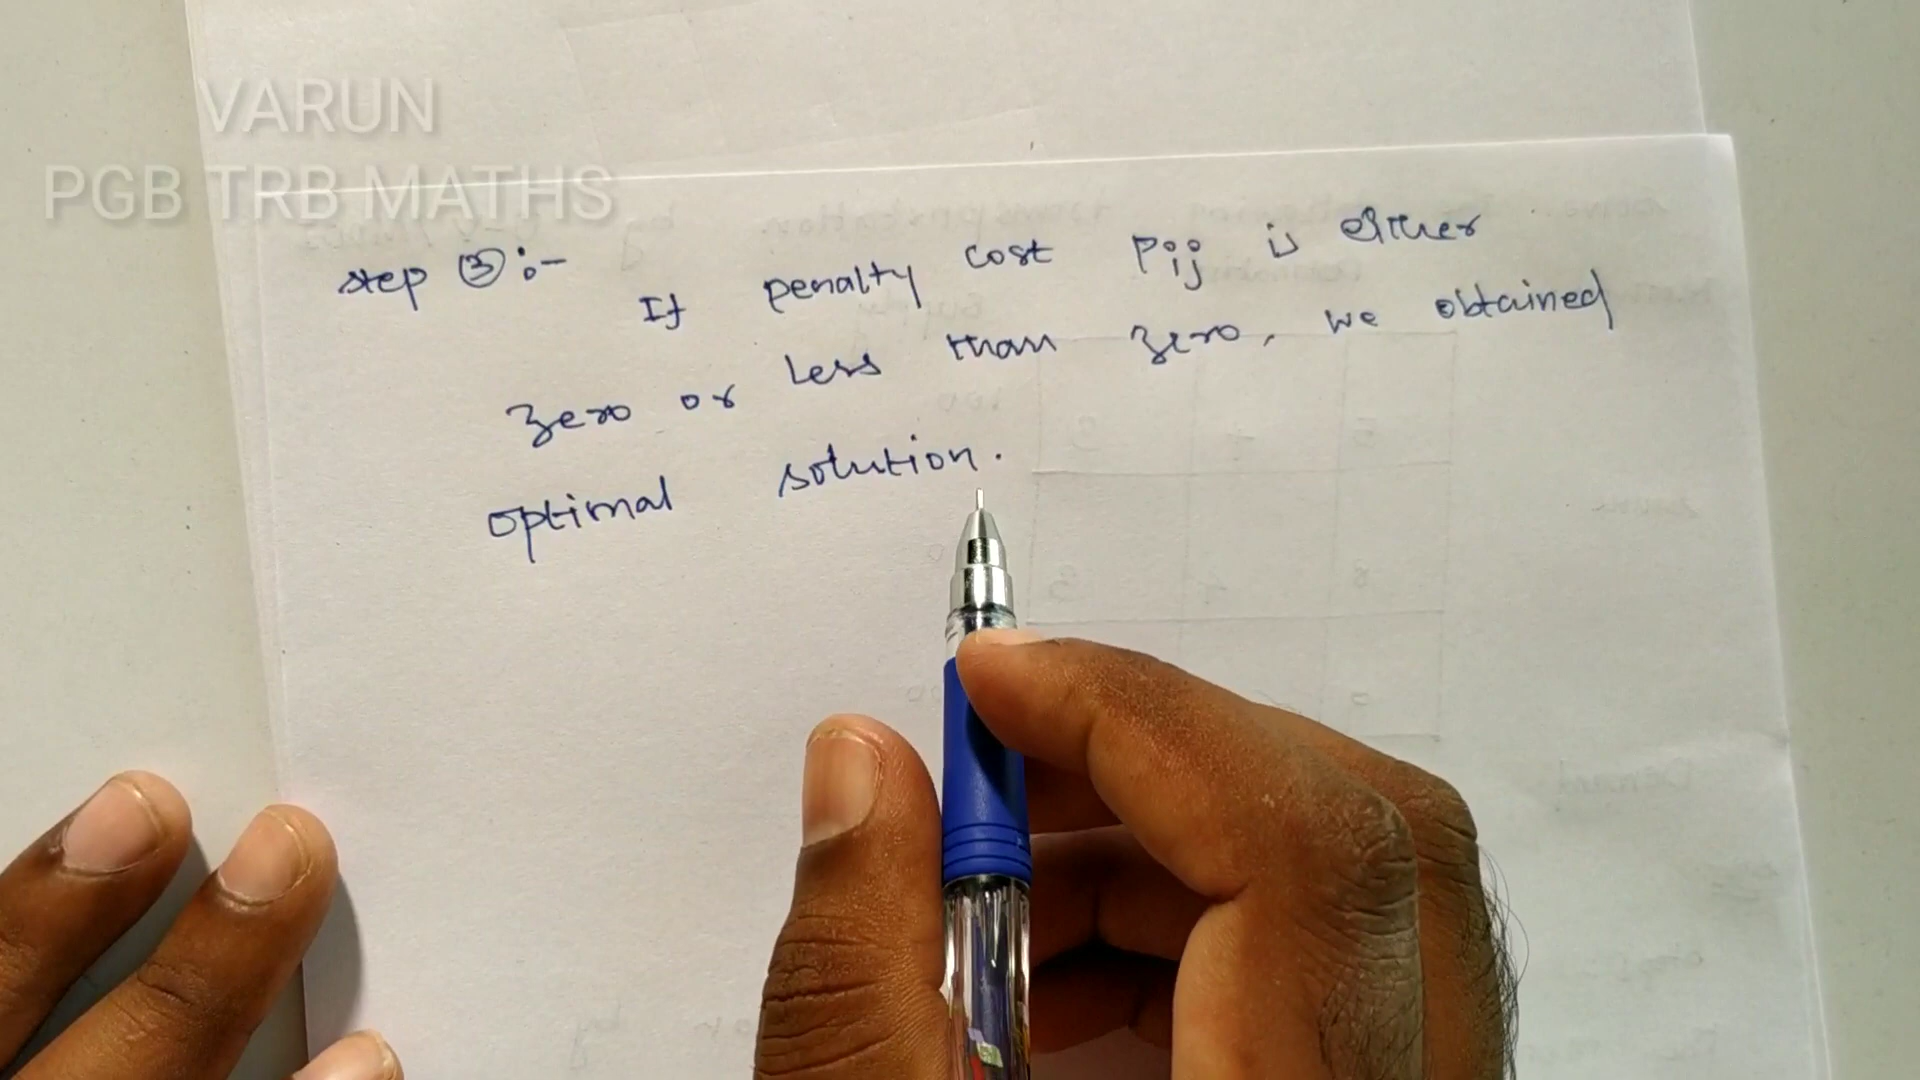 VARUN
PGB TRB MATHS
step ③:-
If penalty cost Pij is either
zero or less than zero, we obtained
optimal solution.